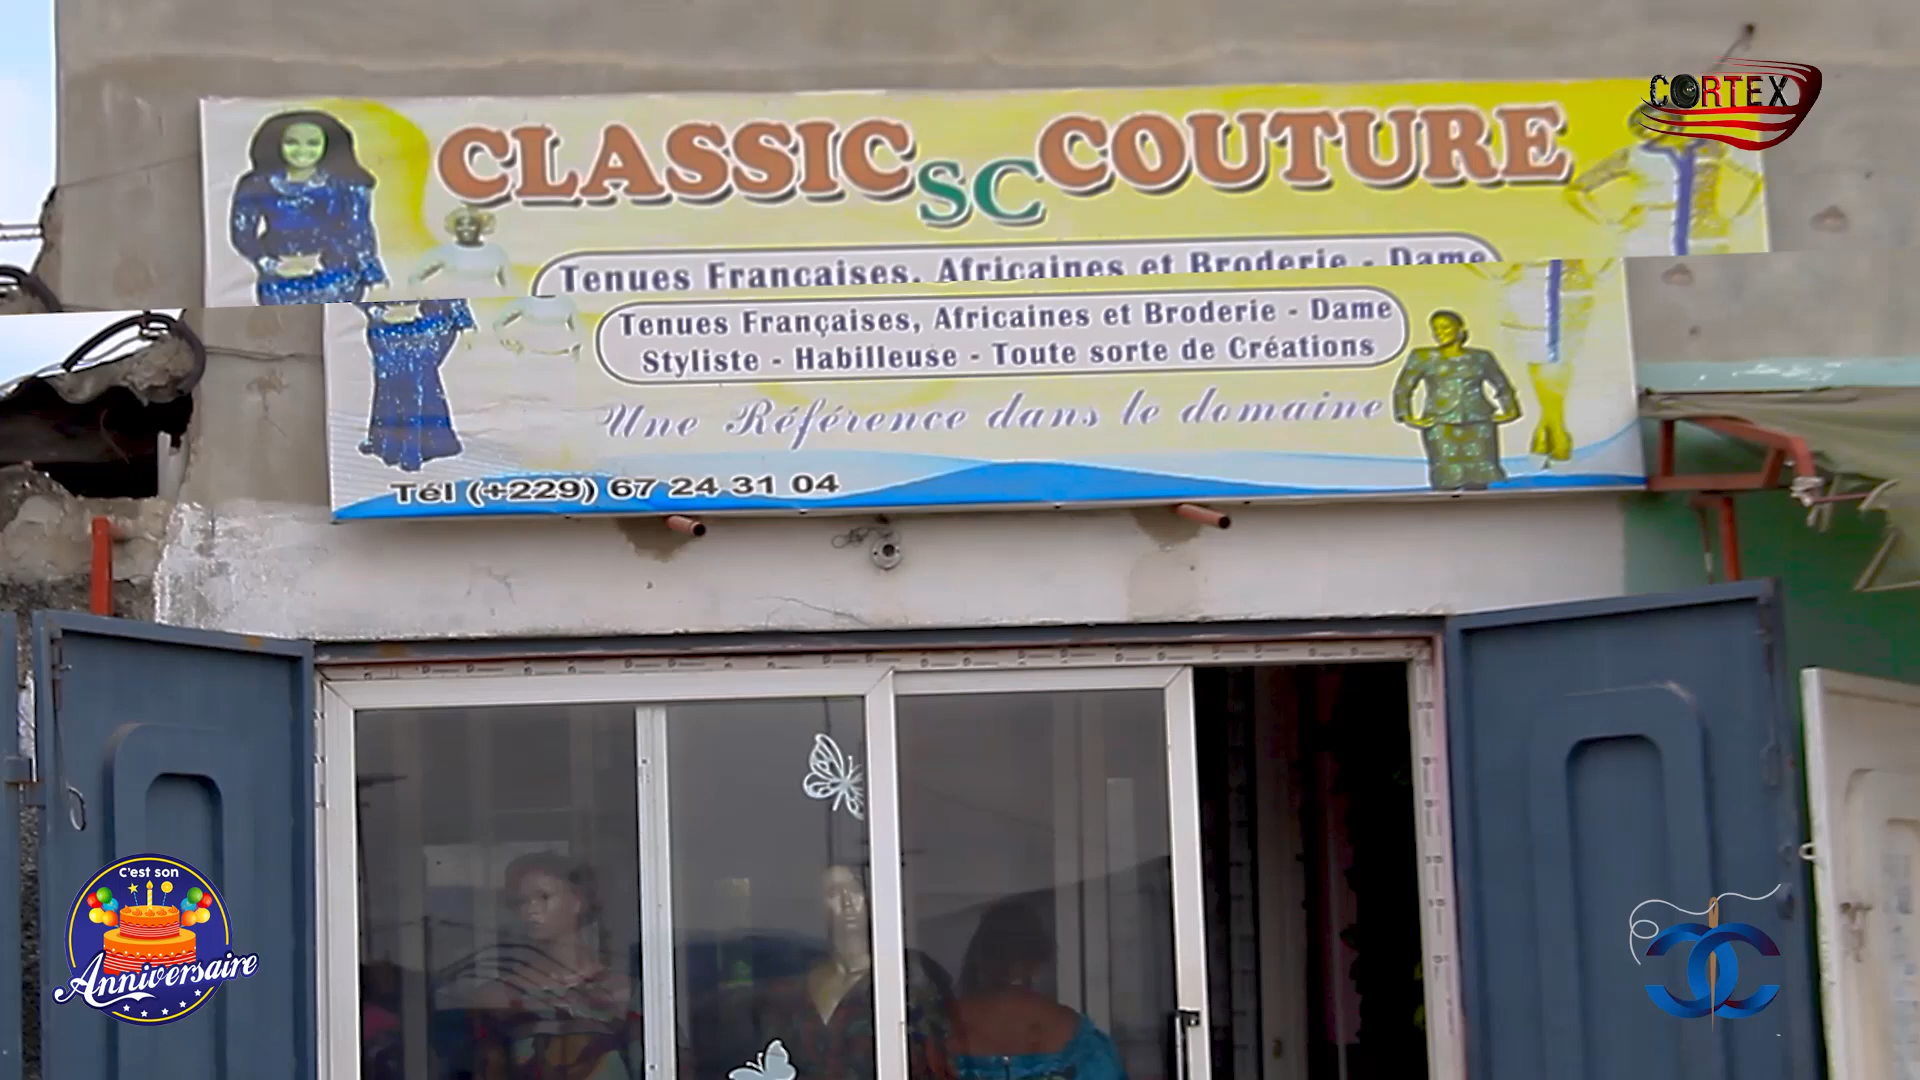 CORTEX
CLASSIC SC COUTURE
Tenues Françaises, Africaines et Broderie - Dame
Tenues Françaises, Africaines et Broderie - Dame
Styliste - Habilleuse - Toute sorte de Créations
Une Référence dans le domaine
Tél (+229) 67 24 31 04
C'est son
Anniversaire